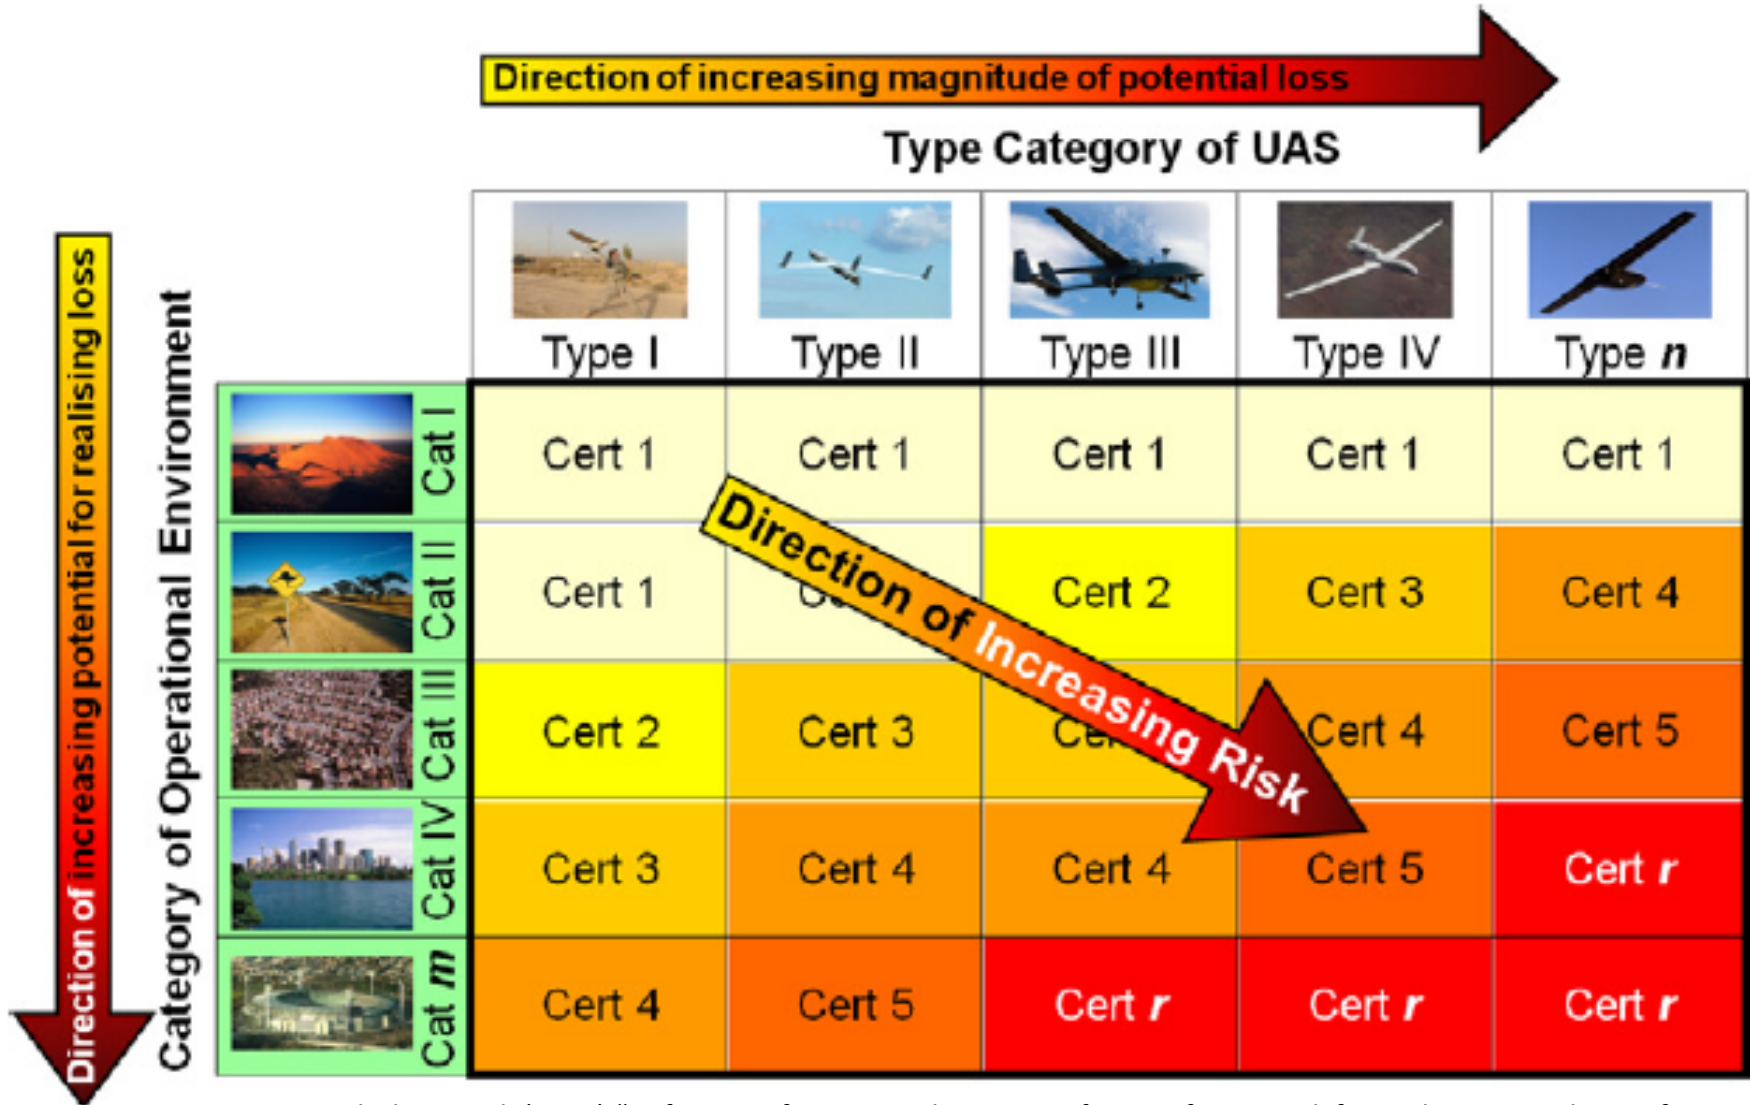 Direction of increasing magnitude of potential loss
Type Category of UAS
Type I Type II Type III Type IV Type n
Direction of increasing potential for realising loss
Category of Operational Environment
Cat I Cert 1 Cert 1 Cert 1 Cert 1 Cert 1
Cat II Cert 1 Cert 2 Cert 3 Cert 4
Cat III Cert 2 Cert 3 Cert 4 Cert 5
Cat IV Cert 3 Cert 4 Cert 4 Cert 5 Cert r
Cat m Cert 4 Cert 5 Cert r Cert r Cert r
Direction of Increasing Risk